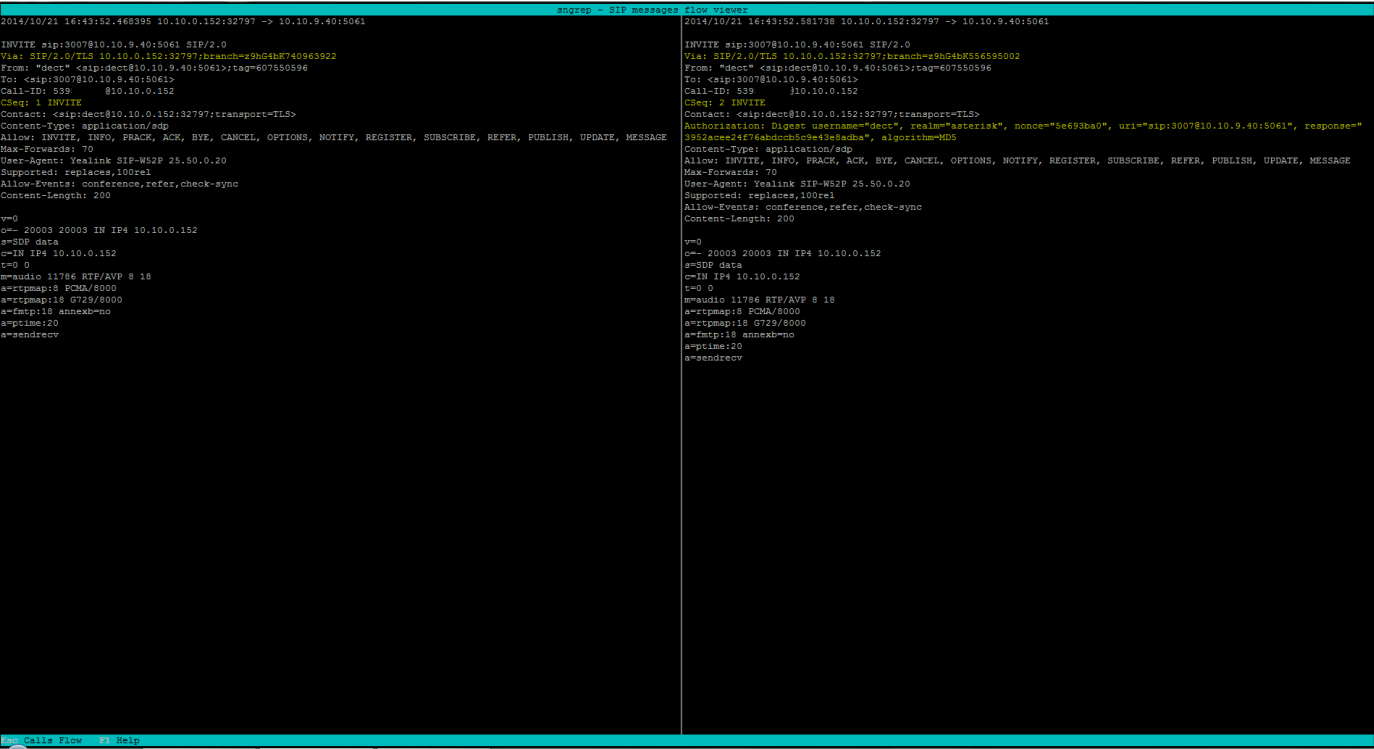 sngrep - SIP messages flow viewer
2014/10/21 16:43:52.468395 10.10.0.152:32797 -> 10.10.9.40:5061
INVITE sip:3007@10.10.9.40:5061 SIP/2.0
Via: SIP/2.0/TLS 10.10.0.152:32797;branch=z9hG4bK740963922
From: "dect" <sip:dect@10.10.9.40:5061>;tag=607550596
To: <sip:3007@10.10.9.40:5061>
Call-ID: 539 @10.10.0.152
CSeq: 1 INVITE
Contact: <sip:dect@10.10.0.152:32797;transport=TLS>
Content-Type: application/sdp
Allow: INVITE, INFO, PRACK, ACK, BYE, CANCEL, OPTIONS, NOTIFY, REGISTER, SUBSCRIBE, REFER, PUBLISH, UPDATE, MESSAGE
Max-Forwards: 70
User-Agent: Yealink SIP-W52P 25.50.0.20
Supported: replaces,100rel
Allow-Events: conference,refer,check-sync
Content-Length: 200
v=0
o=- 20003 20003 IN IP4 10.10.0.152
s=SDP data
c=IN IP4 10.10.0.152
t=0 0
m=audio 11786 RTP/AVP 8 18
a=rtpmap:8 PCMA/8000
a=rtpmap:18 G729/8000
a=fmtp:18 annexb=no
a=ptime:20
a=sendrecv
2014/10/21 16:43:52.581738 10.10.0.152:32797 -> 10.10.9.40:5061
INVITE sip:3007@10.10.9.40:5061 SIP/2.0
Via: SIP/2.0/TLS 10.10.0.152:32797;branch=z9hG4bK556595002
From: "dect" <sip:dect@10.10.9.40:5061>;tag=607550596
To: <sip:3007@10.10.9.40:5061>
Call-ID: 539 @10.10.0.152
CSeq: 2 INVITE
Contact: <sip:dect@10.10.0.152:32797;transport=TLS>
Authorization: Digest username="dect", realm="asterisk", nonce="5e693ba0", uri="sip:3007@10.10.9.40:5061", response="
3952acee24f76abdccb5c9e43e8adba", algorithm=MD5
Content-Type: application/sdp
Allow: INVITE, INFO, PRACK, ACK, BYE, CANCEL, OPTIONS, NOTIFY, REGISTER, SUBSCRIBE, REFER, PUBLISH, UPDATE, MESSAGE
Max-Forwards: 70
User-Agent: Yealink SIP-W52P 25.50.0.20
Supported: replaces,100rel
Allow-Events: conference,refer,check-sync
Content-Length: 200
v=0
o=- 20003 20003 IN IP4 10.10.0.152
s=SDP data
c=IN IP4 10.10.0.152
t=0 0
m=audio 11786 RTP/AVP 8 18
a=rtpmap:8 PCMA/8000
a=rtpmap:18 G729/8000
a=fmtp:18 annexb=no
a=ptime:20
a=sendrecv
Esc Calls Flow F1 Help